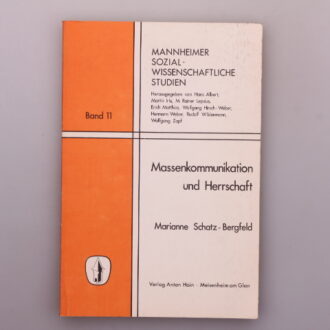 MANNHEIMER
SOZIAL-
WISSENSCHAFTLICHE
STUDIEN
Herausgegeben von Hans Albert,
Martin Irle, M. Rainer Lepsius,
Erich Matthias, Wolfgang Hirsch-Weber,
Hermann Weber, Rudolf Wildenmann,
Wolfgang Zapf
Band 11
Massenkommunikation
und Herrschaft
Marianne Schatz-Bergfeld
Verlag Anton Hain · Meisenheim am Glan